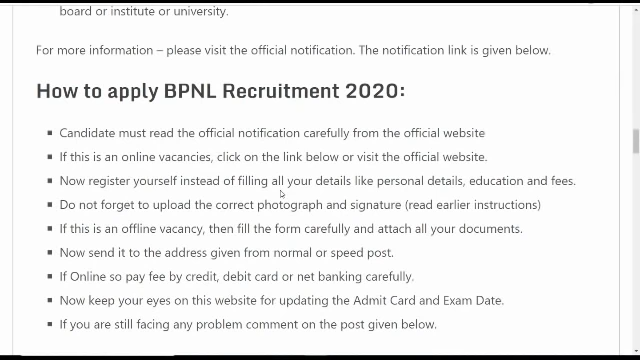 board or institute or university.
For more information – please visit the official notification. The notification link is given below.
How to apply BPNL Recruitment 2020:
Candidate must read the official notification carefully from the official website
If this is an online vacancies, click on the link below or visit the official website.
Now register yourself instead of filling all your details like personal details, education and fees.
Do not forget to upload the correct photograph and signature (read earlier instructions)
If this is an offline vacancy, then fill the form carefully and attach all your documents.
Now send it to the address given from normal or speed post.
If Online so pay fee by credit, debit card or net banking carefully.
Now keep your eyes on this website for updating the Admit Card and Exam Date.
If you are still facing any problem comment on the post given below.